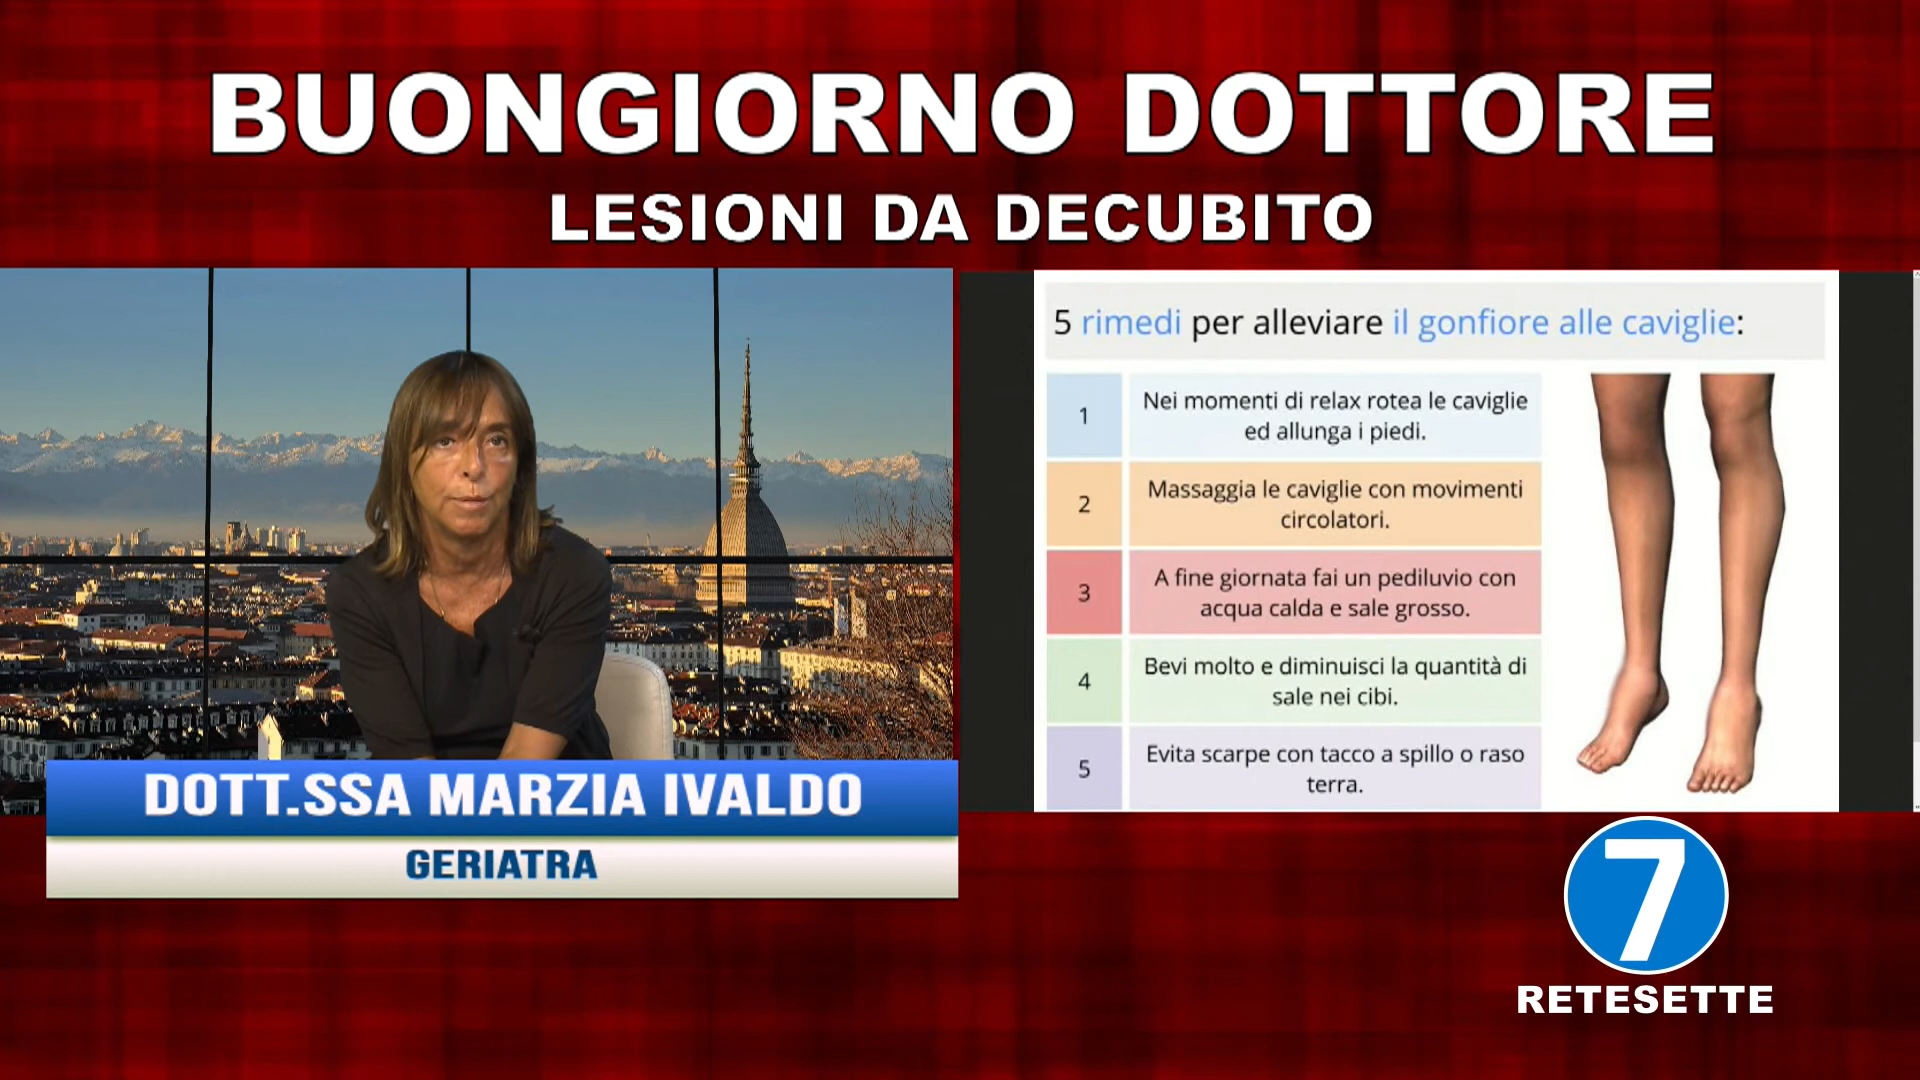 BUONGIORNO DOTTORE
LESIONI DA DECUBITO
5 rimedi per alleviare il gonfiore alle caviglie:
1
Nei momenti di relax rotea le caviglie
ed allunga i piedi.
2
Massaggia le caviglie con movimenti
circolatori.
3
A fine giornata fai un pediluvio con
acqua calda e sale grosso.
4
Bevi molto e diminuisci la quantità di
sale nei cibi.
5
Evita scarpe con tacco a spillo o raso
terra.
DOTT.SSA MARZIA IVALDO
GERIATRA
7
RETESETTE